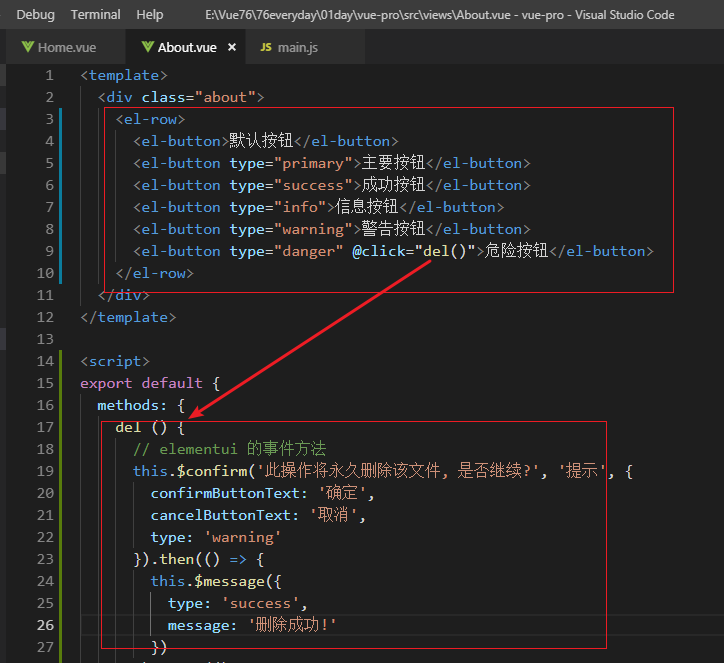 Debug Terminal Help E:\Vue76\76everyday\01day\vue-pro\src\views\About.vue - vue-pro - Visual Studio Code
Home.vue About.vue × JS main.js
1 <template>
2 <div class="about">
3 <el-row>
4 <el-button>默认按钮</el-button>
5 <el-button type="primary">主要按钮</el-button>
6 <el-button type="success">成功按钮</el-button>
7 <el-button type="info">信息按钮</el-button>
8 <el-button type="warning">警告按钮</el-button>
9 <el-button type="danger" @click="del()">危险按钮</el-button>
10 </el-row>
11 </div>
12 </template>
13
14 <script>
15 export default {
16 methods: {
17 del () {
18 // elementui 的事件方法
19 this.$confirm('此操作将永久删除该文件, 是否继续?', '提示', {
20 confirmButtonText: '确定',
21 cancelButtonText: '取消',
22 type: 'warning'
23 }).then(() => {
24 this.$message({
25 type: 'success',
26 message: '删除成功!'
27 })